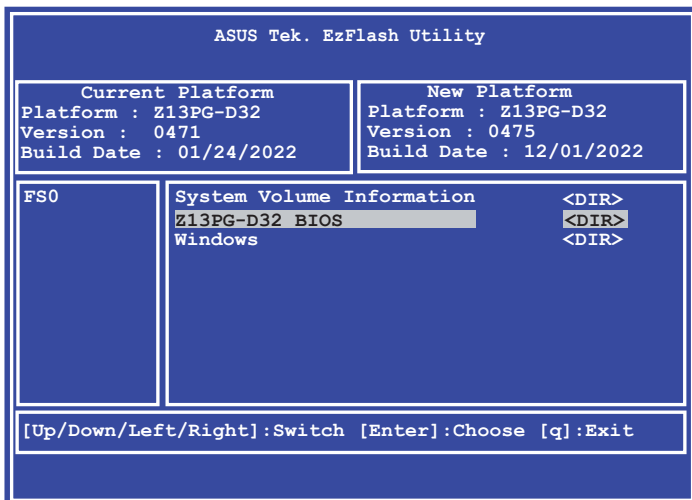 ASUS Tek. EzFlash Utility
Current Platform
Platform : Z13PG-D32
Version : 0471
Build Date : 01/24/2022
New Platform
Platform : Z13PG-D32
Version : 0475
Build Date : 12/01/2022
FS0
System Volume Information <DIR>
Z13PG-D32 BIOS <DIR>
Windows <DIR>
[Up/Down/Left/Right]:Switch [Enter]:Choose [q]:Exit